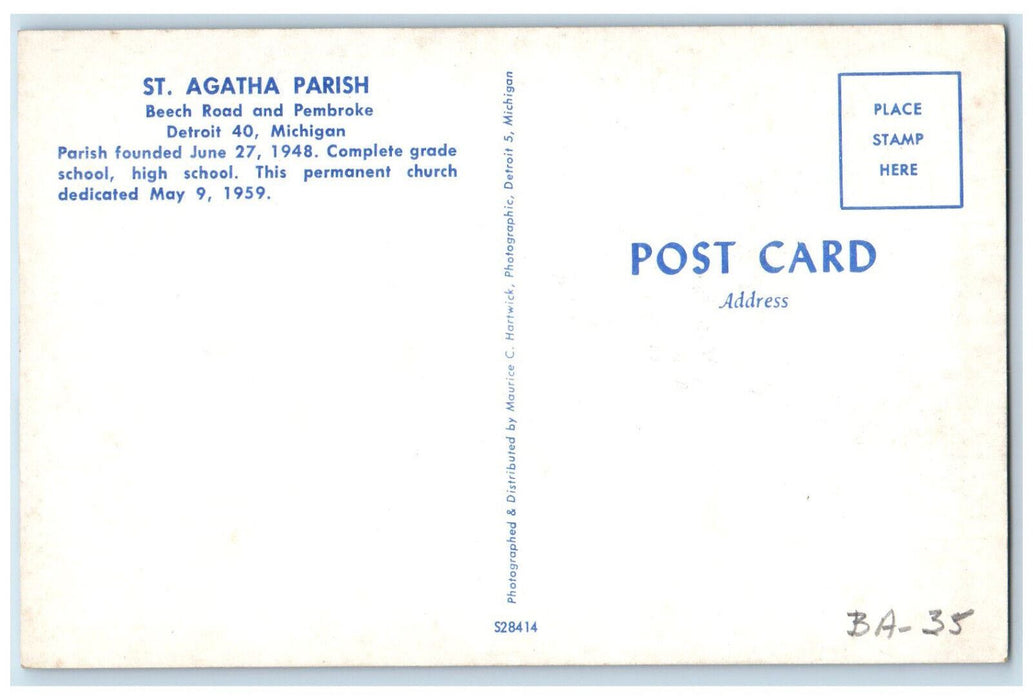 ST. AGATHA PARISH
Beech Road and Pembroke
Detroit 40, Michigan
Parish founded June 27, 1948. Complete grade
school, high school. This permanent church
dedicated May 9, 1959.
Photographed & Distributed by Maurice C. Hartwick, Photographic, Detroit 5, Michigan
S28414
PLACE
STAMP
HERE
POST CARD
Address
BA-35